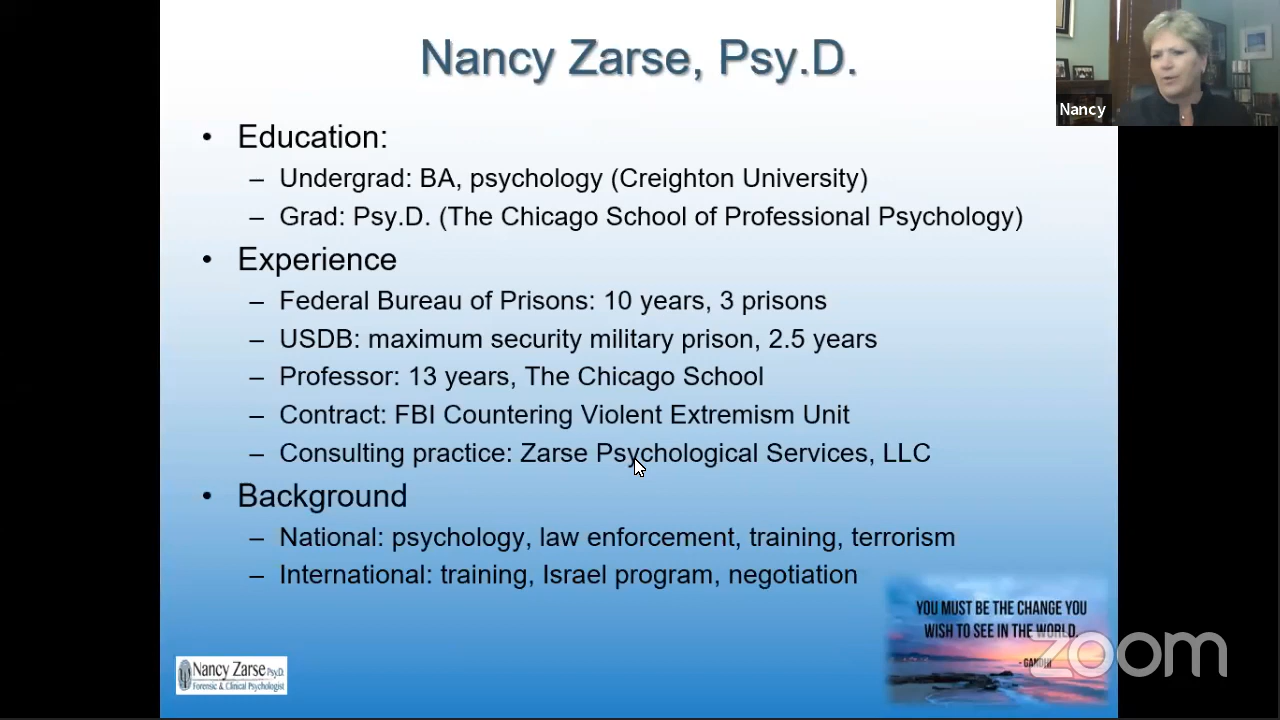 Nancy Zarse, Psy.D.
Nancy
• Education:
– Undergrad: BA, psychology (Creighton University)
– Grad: Psy.D. (The Chicago School of Professional Psychology)
• Experience
– Federal Bureau of Prisons: 10 years, 3 prisons
– USDB: maximum security military prison, 2.5 years
– Professor: 13 years, The Chicago School
– Contract: FBI Countering Violent Extremism Unit
– Consulting practice: Zarse Psychological Services, LLC
• Background
– National: psychology, law enforcement, training, terrorism
– International: training, Israel program, negotiation
YOU MUST BE THE CHANGE YOU
WISH TO SEE IN THE WORLD.
- GANDHI
zoom
Nancy Zarse Psy.D.
Forensic & Clinical Psychologist